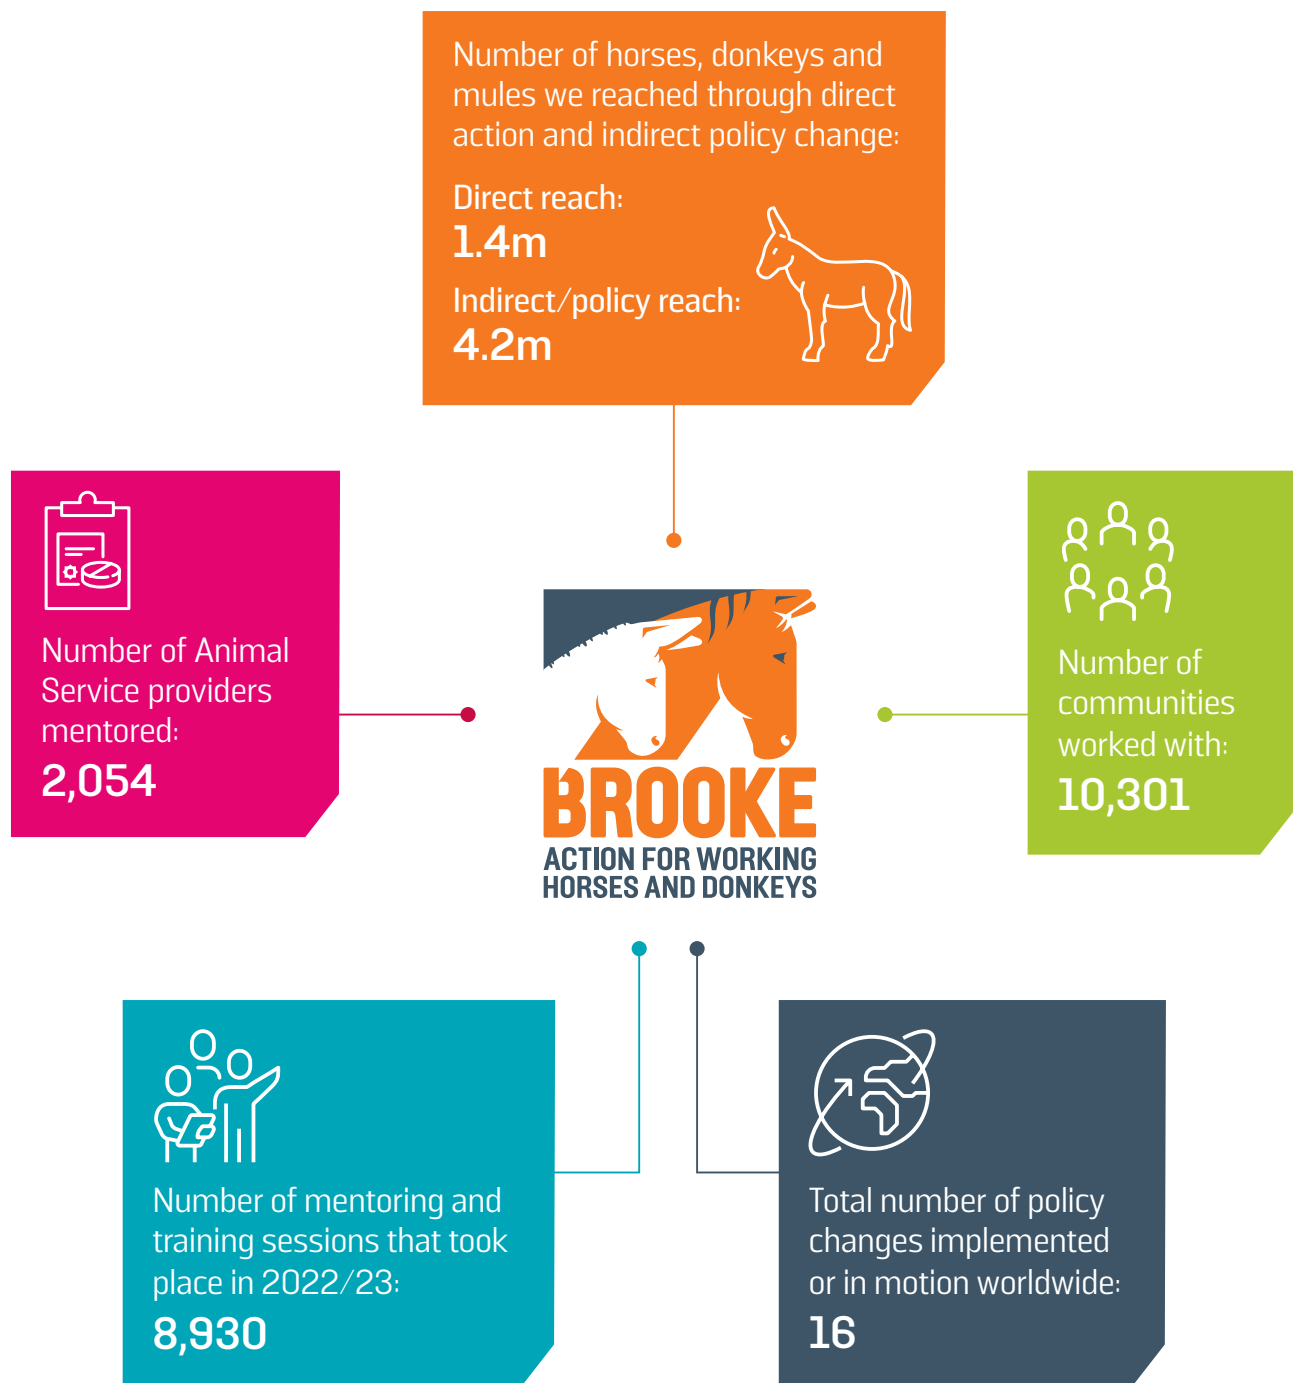 Number of horses, donkeys and
mules we reached through direct
action and indirect policy change:
Direct reach:
1.4m
Indirect/policy reach:
4.2m
Number of Animal
Service providers
mentored:
2,054
Number of
communities
worked with:
10,301
BROOKE
ACTION FOR WORKING
HORSES AND DONKEYS
Number of mentoring and
training sessions that took
place in 2022/23:
8,930
Total number of policy
changes implemented
or in motion worldwide:
16